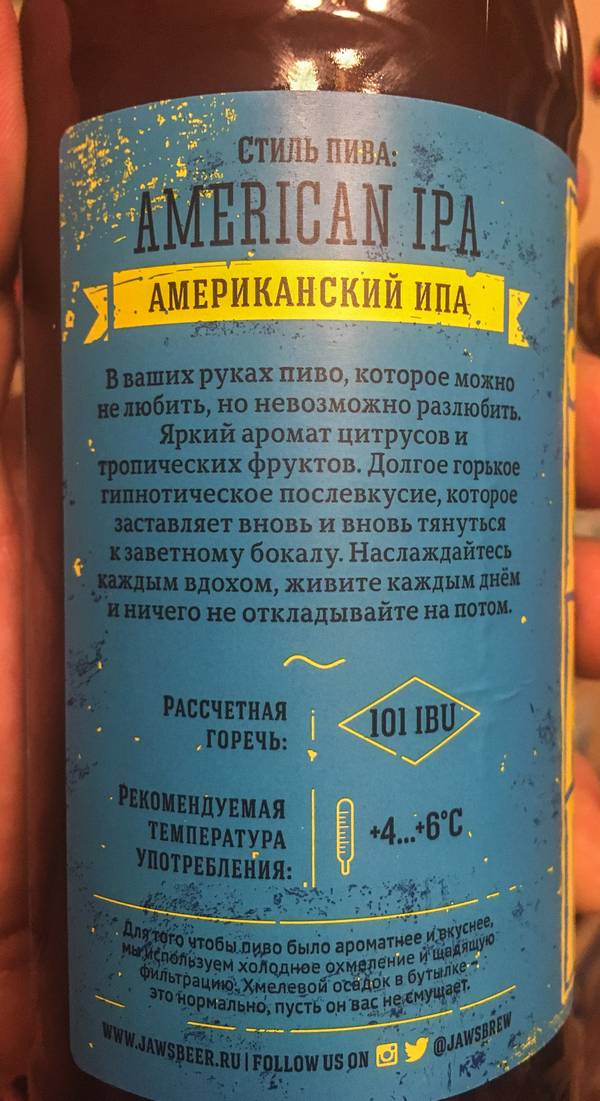 СТИЛЬ ПИВА:
AMERICAN IPA
АМЕРИКАНСКИЙ ИПА
В ваших руках пиво, которое можно
не любить, но невозможно разлюбить.
Яркий аромат цитрусов и
тропических фруктов. Долгое горькое
гипнотическое послевкусие, которое
заставляет вновь и вновь тянуться
к заветному бокалу. Наслаждайтесь
каждым вдохом, живите каждым днём
и ничего не откладывайте на потом.
РАССЧЕТНАЯ
ГОРЕЧЬ:
101 IBU
РЕКОМЕНДУЕМАЯ
ТЕМПЕРАТУРА
УПОТРЕБЛЕНИЯ:
+4...+6°C
Для того чтобы пиво было ароматнее и вкуснее,
мы используем холодное охмеление и щадящую
фильтрацию. Хмелевой осадок в бутылке –
это нормально, пусть он вас не смущает.
WWW.JAWSBEER.RU | FOLLOW US ON @JAWSBREW